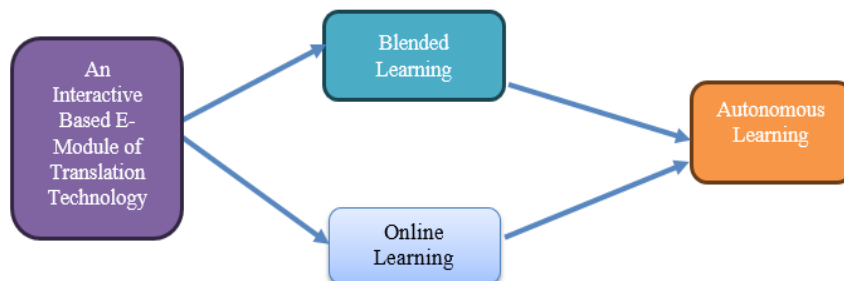 An
Interactive
Based E-
Module of
Translation
Technology
Blended
Learning
Online
Learning
Autonomous
Learning